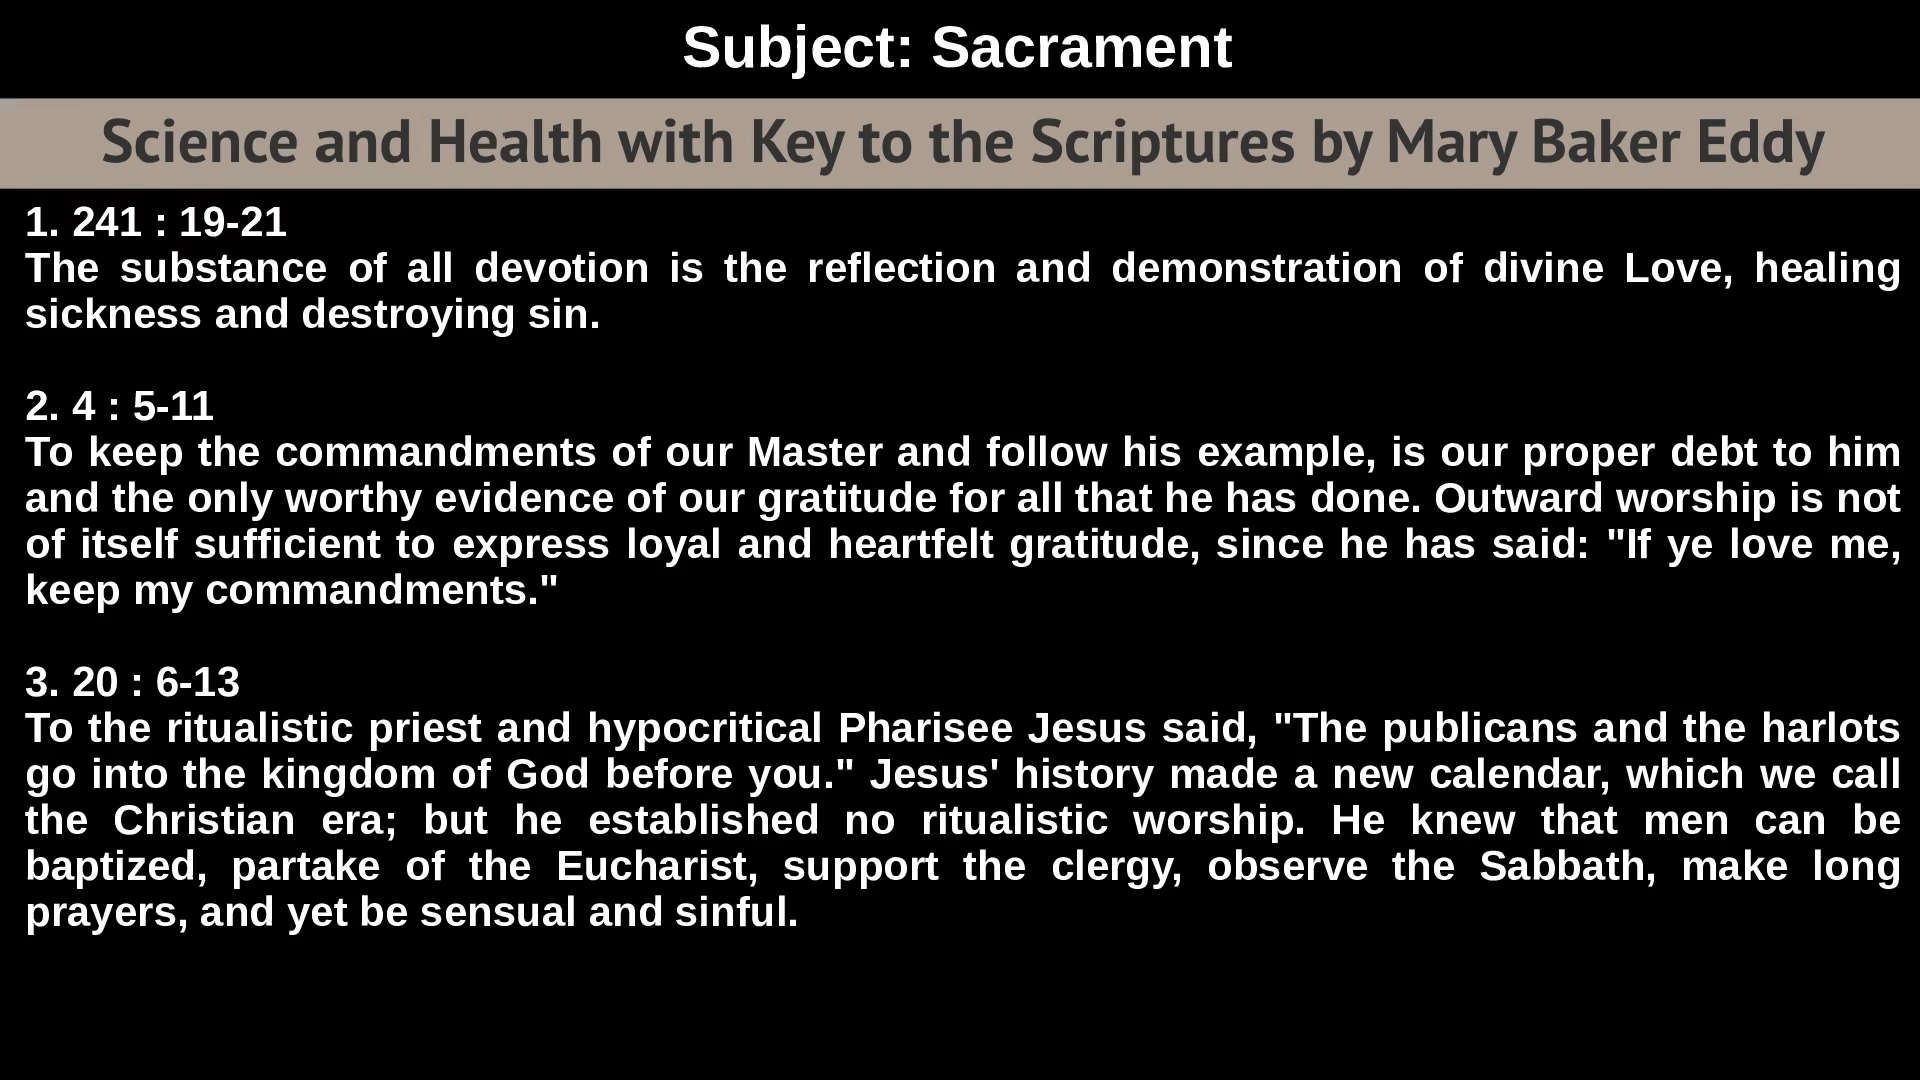 Subject: Sacrament
Science and Health with Key to the Scriptures by Mary Baker Eddy
1. 241 : 19-21
The substance of all devotion is the reflection and demonstration of divine Love, healing
sickness and destroying sin.
2. 4 : 5-11
To keep the commandments of our Master and follow his example, is our proper debt to him
and the only worthy evidence of our gratitude for all that he has done. Outward worship is not
of itself sufficient to express loyal and heartfelt gratitude, since he has said: "If ye love me,
keep my commandments."
3. 20 : 6-13
To the ritualistic priest and hypocritical Pharisee Jesus said, "The publicans and the harlots
go into the kingdom of God before you." Jesus' history made a new calendar, which we call
the Christian era; but he established no ritualistic worship. He knew that men can be
baptized, partake of the Eucharist, support the clergy, observe the Sabbath, make long
prayers, and yet be sensual and sinful.